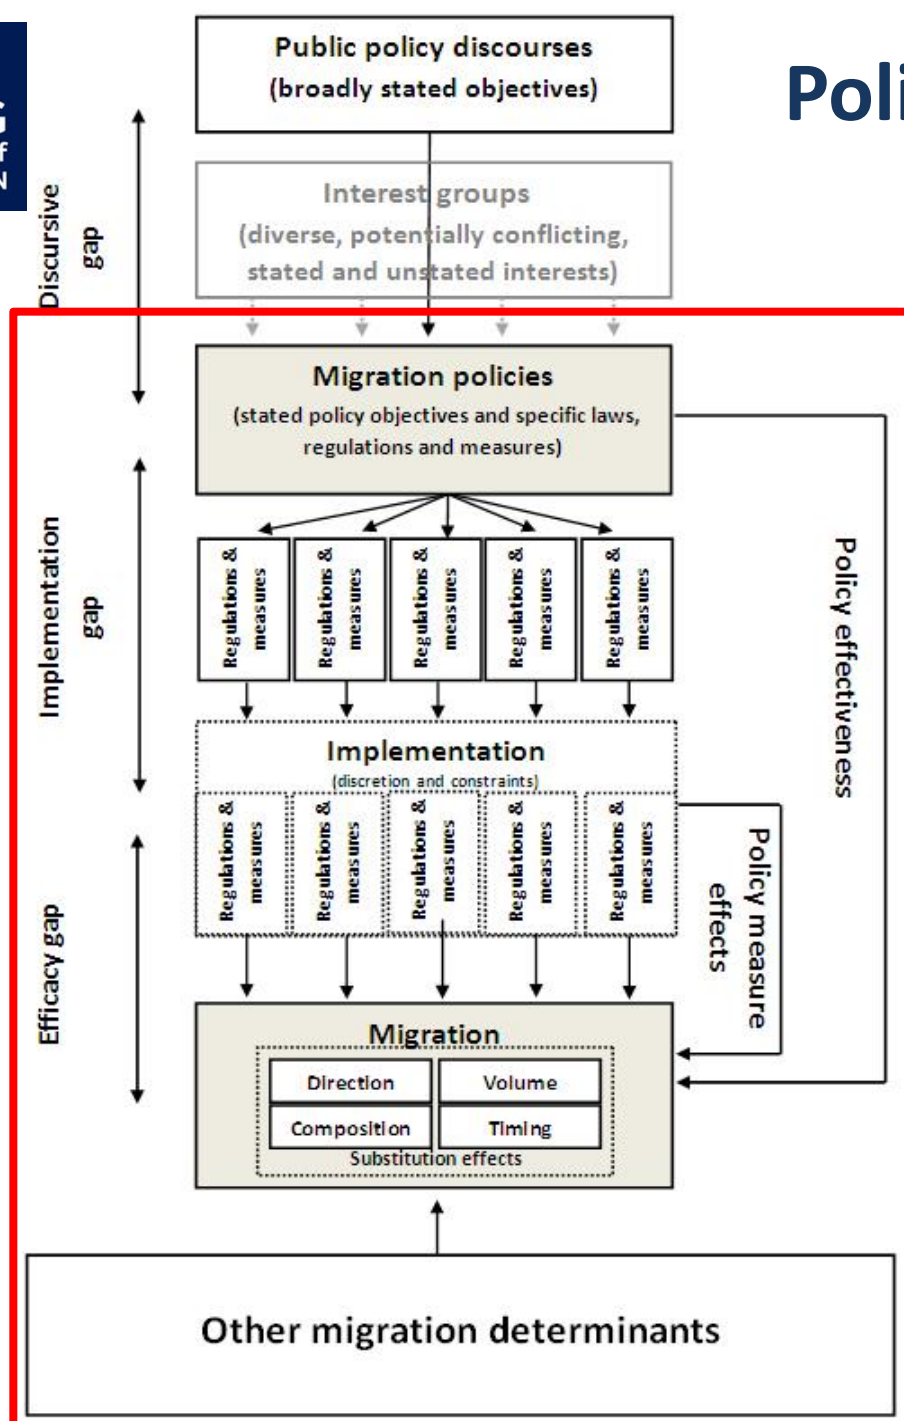 Public policy discourses
(broadly stated objectives)
Poli
G
f
N
Interest groups
(diverse, potentially conflicting,
stated and unstated interests)
Discursive
gap
Migration policies
(stated policy objectives and specific laws,
regulations and measures)
Implementation
gap
Regulations &
measures
Regulations &
measures
Regulations &
measures
Regulations &
measures
Regulations &
measures
Policy effectiveness
Implementation
(discretion and constraints)
Regulations &
measures
Regulations &
measures
Regulations &
measures
Regulations &
measures
Regulations &
measures
Policy measure
effects
Efficacy gap
Migration
Direction
Volume
Composition
Timing
Substitution effects
Other migration determinants